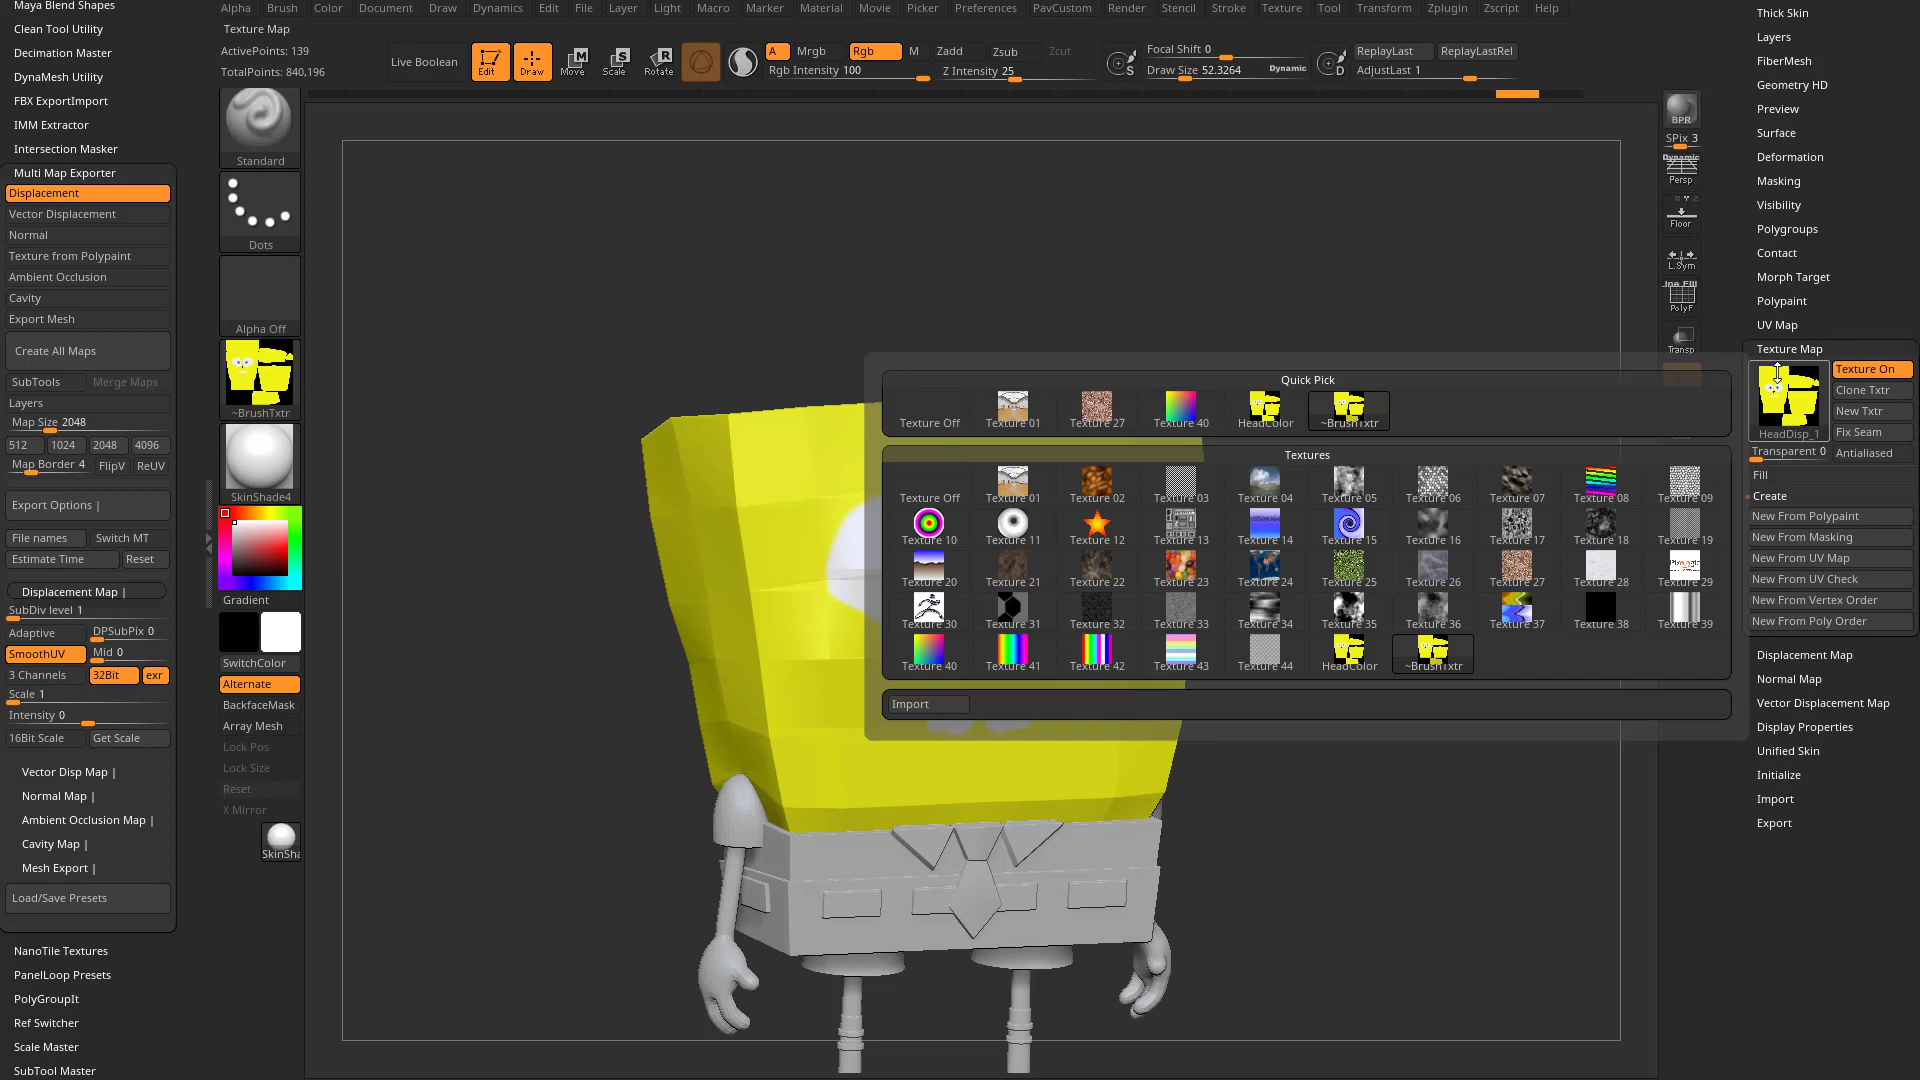 Alpha Brush Color Document Draw Dynamics Edit File Layer Light Macro Marker Material Movie Picker Preferences PavCustom Render Stencil Stroke Texture Tool Transform Zplugin Zscript Help
Texture Map
ActivePoints: 139
TotalPoints: 840,196
Live Boolean
Edit
Draw
Move
Scale
Rotate
A Mrgb Rgb M Zadd Zsub Zcut
Rgb Intensity 100 Z Intensity 25
S
Focal Shift 0
Draw Size 52.3264 Dynamic
D
ReplayLast ReplayLastRel
AdjustLast 1
Maya Blend Shapes
Clean Tool Utility
Decimation Master
DynaMesh Utility
FBX ExportImport
IMM Extractor
Intersection Masker
Multi Map Exporter
Displacement
Vector Displacement
Normal
Texture from Polypaint
Ambient Occlusion
Cavity
Export Mesh
Create All Maps
SubTools Merge Maps
Layers
Map Size 2048
512 1024 2048 4096
Map Border 4 FlipV ReUV
Export Options |
File names Switch MT
Estimate Time Reset
Displacement Map |
SubDiv level 1
Adaptive DPSubPix 0
SmoothUV Mid 0
3 Channels 32Bit exr
Scale 1
Intensity 0
16Bit Scale Get Scale
Vector Disp Map |
Normal Map |
Ambient Occlusion Map |
Cavity Map |
Mesh Export |
Load/Save Presets
NanoTile Textures
PanelLoop Presets
PolyGroupIt
Ref Switcher
Scale Master
SubTool Master
Standard
Dots
Alpha Off
~BrushTxtr
SkinShade4
Gradient
SwitchColor
Alternate
BackfaceMask
Array Mesh
Lock Pos
Lock Size
Reset
X Mirror
SkinSha
Quick Pick
Texture Off Texture 01 Texture 27 Texture 40 HeadColor ~BrushTxtr
Textures
Texture Off Texture 01 Texture 02 Texture 03 Texture 04 Texture 05 Texture 06 Texture 07 Texture 08 Texture 09
Texture 10 Texture 11 Texture 12 Texture 13 Texture 14 Texture 15 Texture 16 Texture 17 Texture 18 Texture 19
Texture 20 Texture 21 Texture 22 Texture 23 Texture 24 Texture 25 Texture 26 Texture 27 Texture 28 Texture 29
Texture 30 Texture 31 Texture 32 Texture 33 Texture 34 Texture 35 Texture 36 Texture 37 Texture 38 Texture 39
Texture 40 Texture 41 Texture 42 Texture 43 Texture 44 HeadColor ~BrushTxtr
Import
BPR
SPix 3
Dynamic
Persp
Floor
L.Sym
PolyF
Transp
Thick Skin
Layers
FiberMesh
Geometry HD
Preview
Surface
Deformation
Masking
Visibility
Polygroups
Contact
Morph Target
Polypaint
UV Map
Texture Map
HeadDisp_1
Texture On
Clone Txtr
New Txtr
Fix Seam
Transparent 0 Antialiased
Fill
Create
New From Polypaint
New From Masking
New From UV Map
New From UV Check
New From Vertex Order
New From Poly Order
Displacement Map
Normal Map
Vector Displacement Map
Display Properties
Unified Skin
Initialize
Import
Export